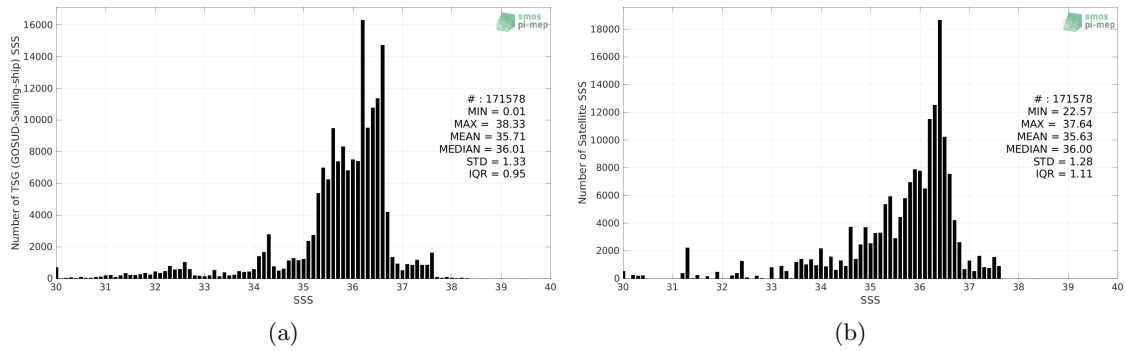 Number of TSG (GOSUD-Sailing-ship) SSS
16000
14000
12000
10000
8000
6000
4000
2000
0
30 31 32 33 34 35 36 37 38 39 40
SSS
smos
pi-mep
# : 171578
MIN = 0.01
MAX = 38.33
MEAN = 35.71
MEDIAN = 36.01
STD = 1.33
IQR = 0.95
(a)
Number of Satellite SSS
18000
16000
14000
12000
10000
8000
6000
4000
2000
0
30 31 32 33 34 35 36 37 38 39 40
SSS
smos
pi-mep
# : 171578
MIN = 22.57
MAX = 37.64
MEAN = 35.63
MEDIAN = 36.00
STD = 1.28
IQR = 1.11
(b)